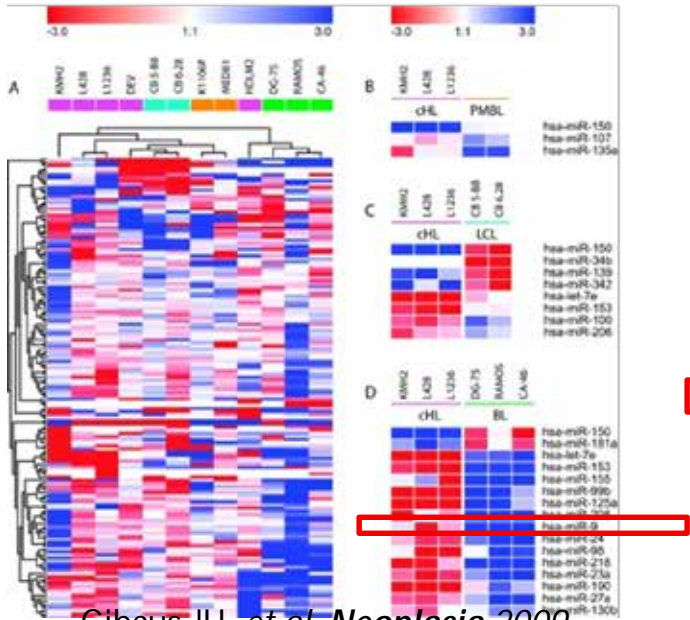 -3.0 1:1 3.0
-3.0 1:1 3.0
A
KMH2 L428 L1236 DEV CB 5-B8 CB 6.28 K1106P MEDB1 HDLM2 DG-75 RAMOS CA-46
B
KMH2 L428 L1236
cHL PMBL
hsa-miR-150
hsa-miR-107
hsa-miR-135a
C
KMH2 L428 L1236 CB 5-B8 CB 6.28
cHL LCL
hsa-miR-150
hsa-miR-34b
hsa-miR-139
hsa-miR-342
hsa-let-7e
hsa-miR-153
hsa-miR-100
hsa-miR-206
D
KMH2 L428 L1236 DG-75 RAMOS CA-46
cHL BL
hsa-miR-150
hsa-miR-181a
hsa-let-7e
hsa-miR-153
hsa-miR-155
hsa-miR-99b
hsa-miR-125a
hsa-miR-9
hsa-miR-24
hsa-miR-98
hsa-miR-218
hsa-miR-23a
hsa-miR-190
hsa-miR-27a
hsa-miR-130b
et al. Neoplasia 2009